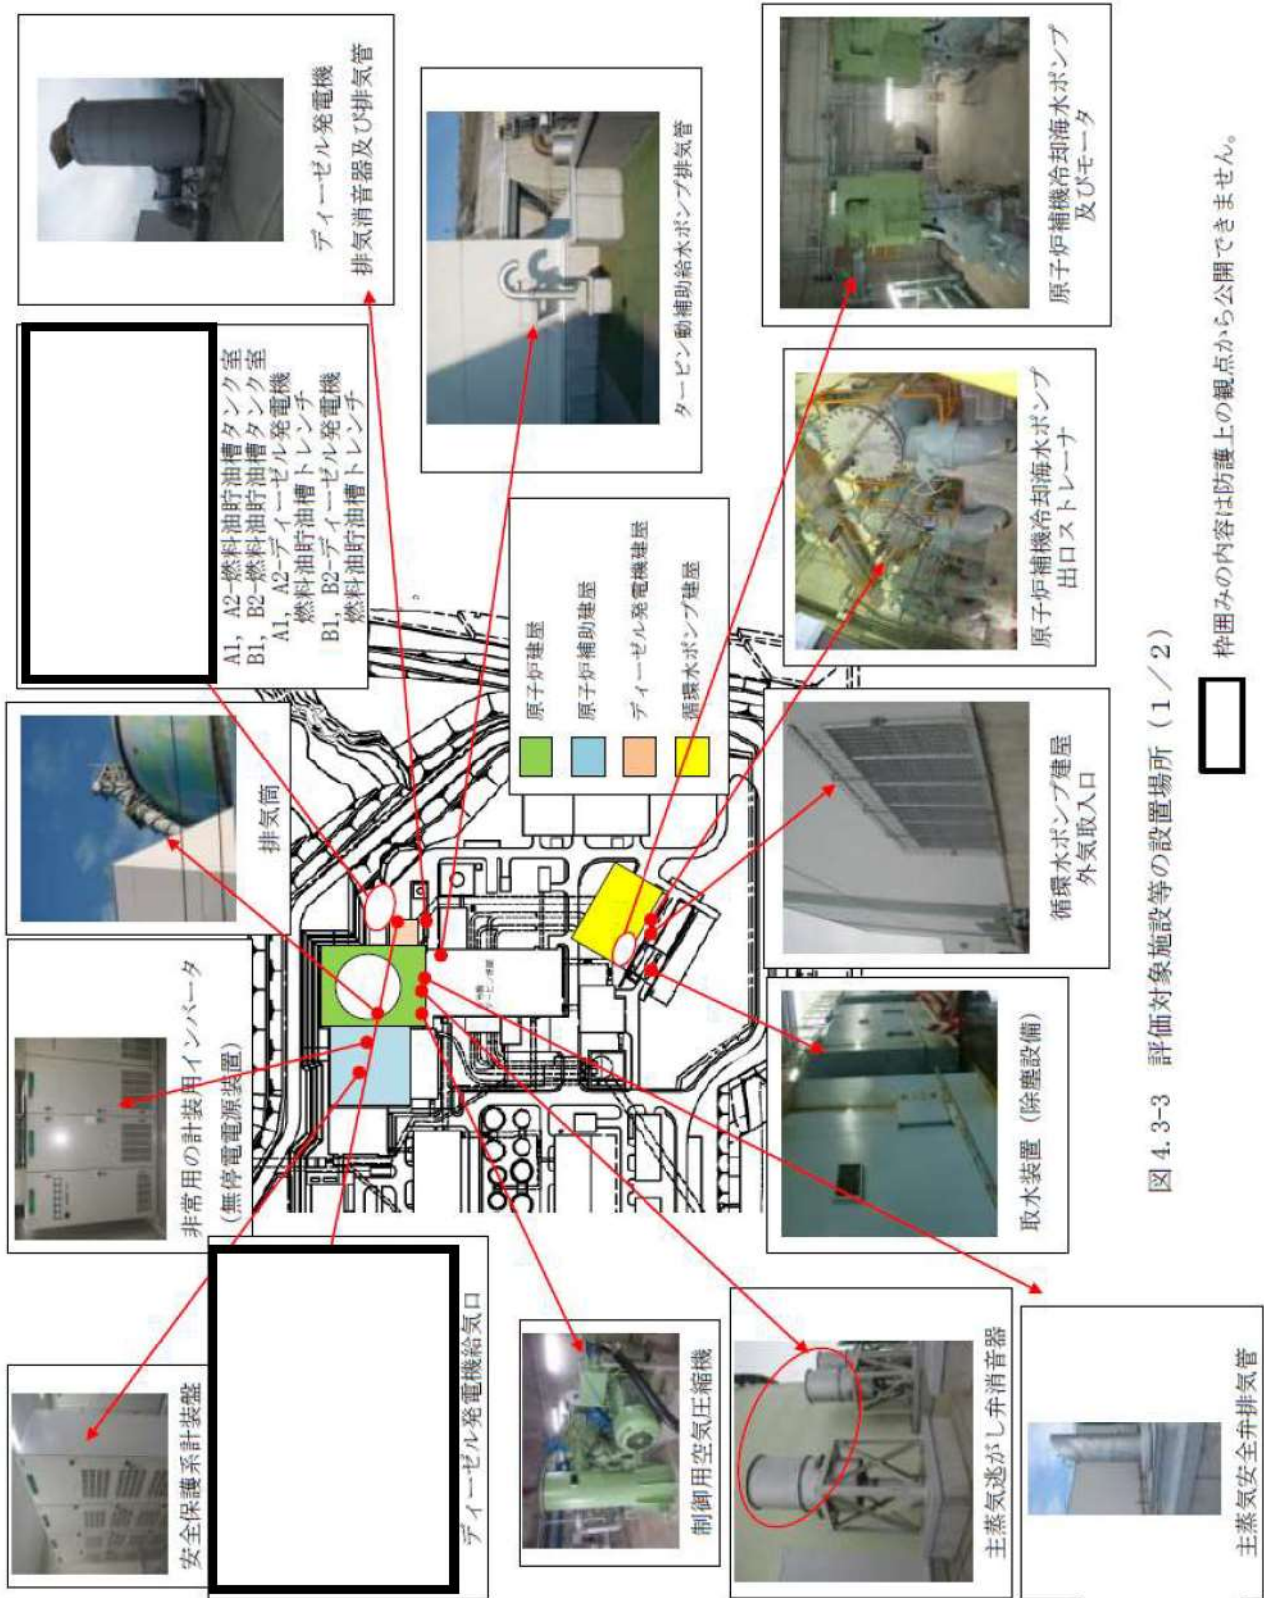 安全保護系計装盤
非常用の計装用インバータ
(無停電電源装置)
排気筒
A1, A2-燃料油貯油槽タンク室
B1, B2-燃料油貯油槽タンク室
A1, A2-ディーゼル発電機
燃料油貯油槽トレンチ
B1, B2-ディーゼル発電機
燃料油貯油槽トレンチ
ディーゼル発電機
排気消音器及び排気管
ディーゼル発電機給気口
タービン動補助給水ポンプ排気管
原子炉建屋
原子炉補助建屋
ディーゼル発電機建屋
循環水ポンプ建屋
制御用空気圧縮機
主蒸気逃がし弁消音器
主蒸気安全弁排気管
取水装置(除塵設備)
循環水ポンプ建屋
外気取入口
原子炉補機冷却海水ポンプ
出口ストレーナ
原子炉補機冷却海水ポンプ
及びモータ
図 4.3-3 評価対象施設等の設置場所(1/2)
枠囲みの内容は防護上の観点から公開できません。